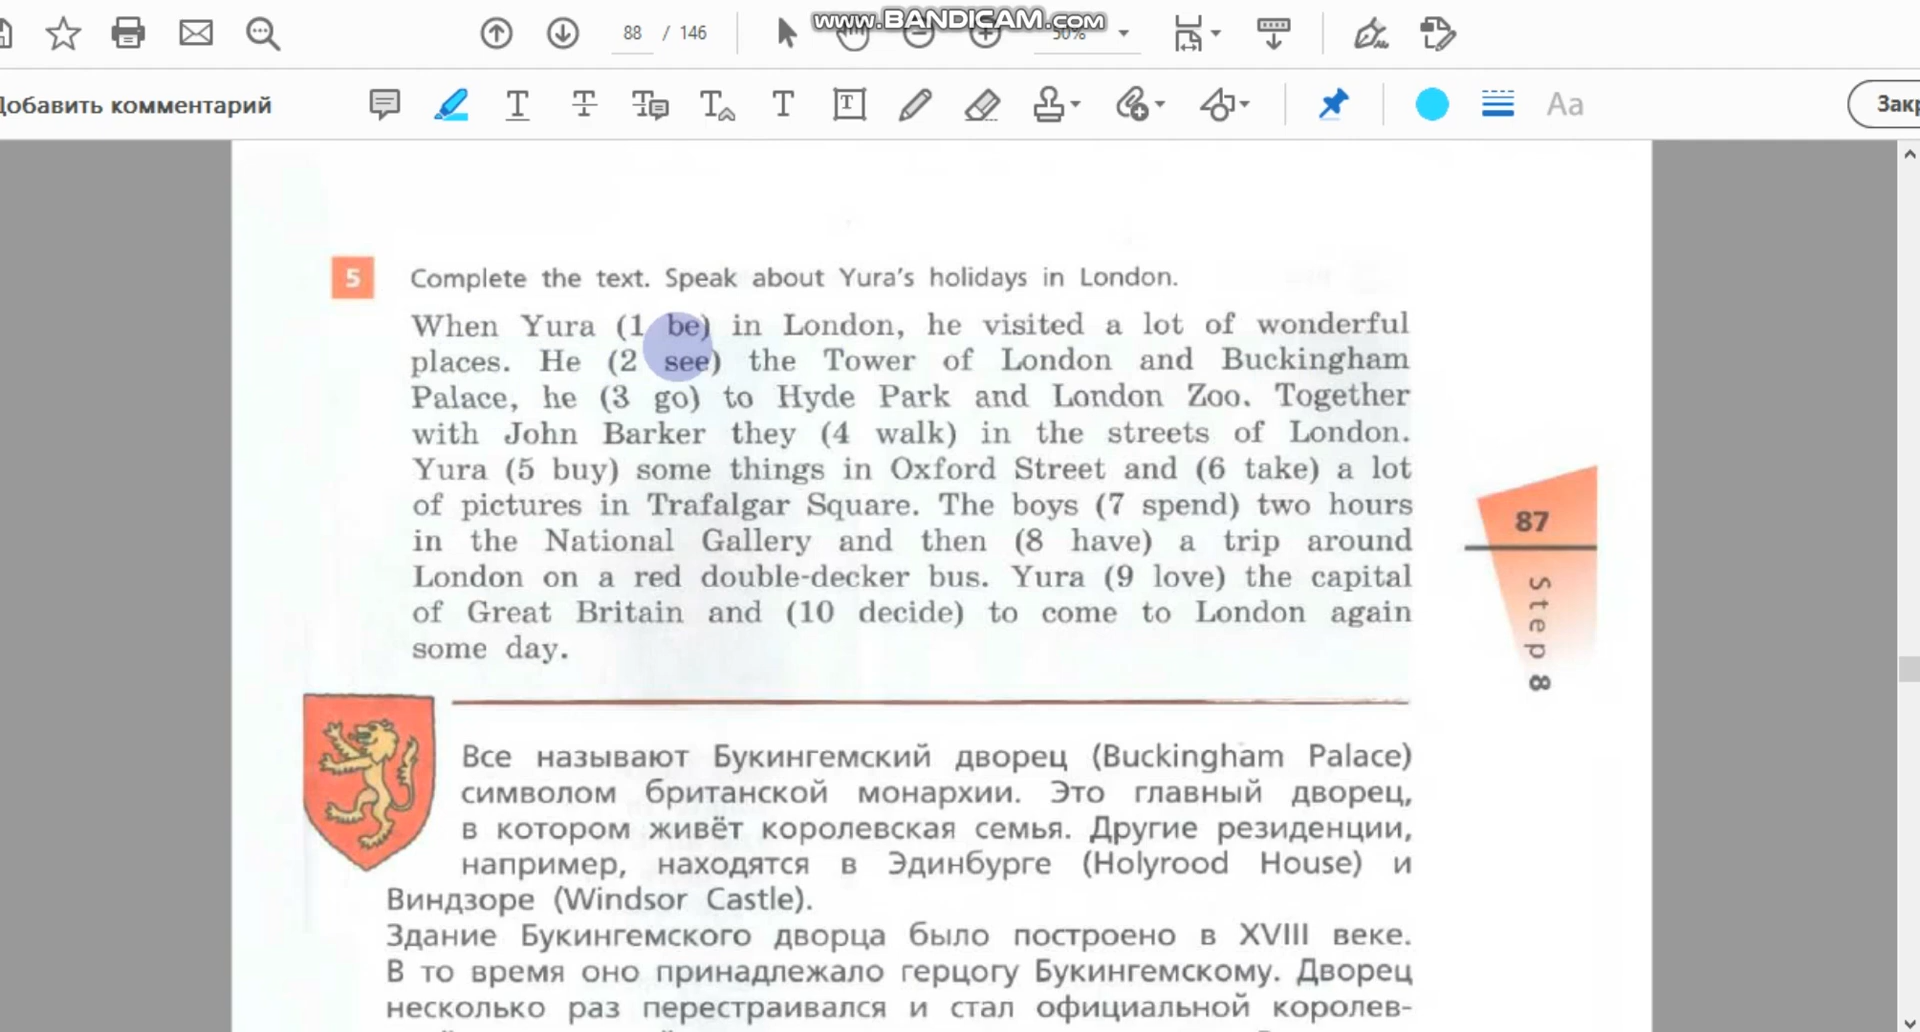 www.BANDICAM.com
88 / 146
50%
Добавить комментарий
Aa
5 Complete the text. Speak about Yura's holidays in London.
When Yura (1 be) in London, he visited a lot of wonderful
places. He (2 see) the Tower of London and Buckingham
Palace, he (3 go) to Hyde Park and London Zoo. Together
with John Barker they (4 walk) in the streets of London.
Yura (5 buy) some things in Oxford Street and (6 take) a lot
of pictures in Trafalgar Square. The boys (7 spend) two hours
in the National Gallery and then (8 have) a trip around
London on a red double-decker bus. Yura (9 love) the capital
of Great Britain and (10 decide) to come to London again
some day.
87
Step 8
Все называют Букингемский дворец (Buckingham Palace)
символом британской монархии. Это главный дворец,
в котором живёт королевская семья. Другие резиденции,
например, находятся в Эдинбурге (Holyrood House) и
Виндзоре (Windsor Castle).
Здание Букингемского дворца было построено в XVIII веке.
В то время оно принадлежало герцогу Букингемскому. Дворец
несколько раз перестраивался и стал официальной королев-